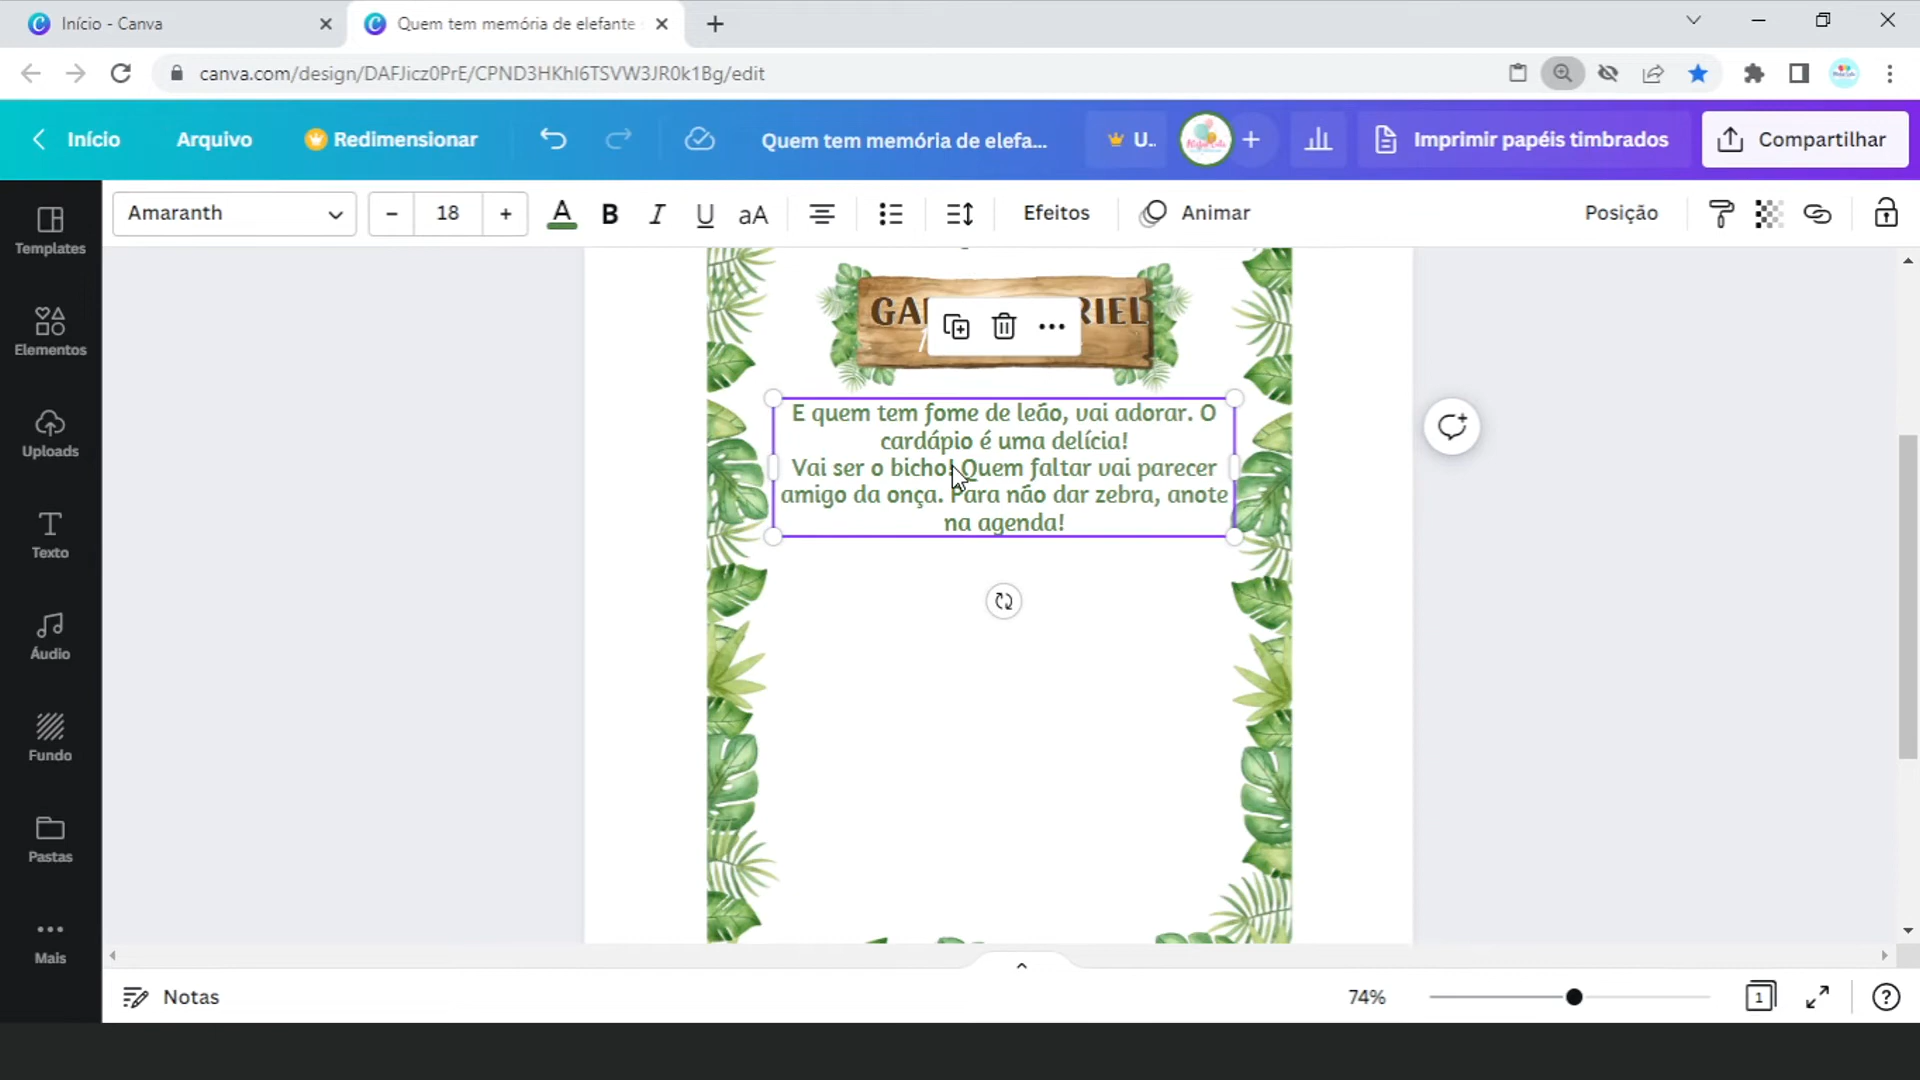 Início - Canva
Quem tem memória de elefante
canva.com/design/DAFJicz0PrE/CPND3HKhI6TSVW3JR0k1Bg/edit
Início
Arquivo
Redimensionar
Quem tem memória de elefa...
U..
Imprimir papéis timbrados
Compartilhar
Amaranth
18
A
B
I
U
aA
Efeitos
Animar
Posição
Templates
Elementos
Uploads
Texto
Áudio
Fundo
Pastas
Mais
E quem tem fome de leão, vai adorar. O
cardápio é uma delícia!
Vai ser o bicho! Quem faltar vai parecer
amigo da onça. Para não dar zebra, anote
na agenda!
Notas
74%
1